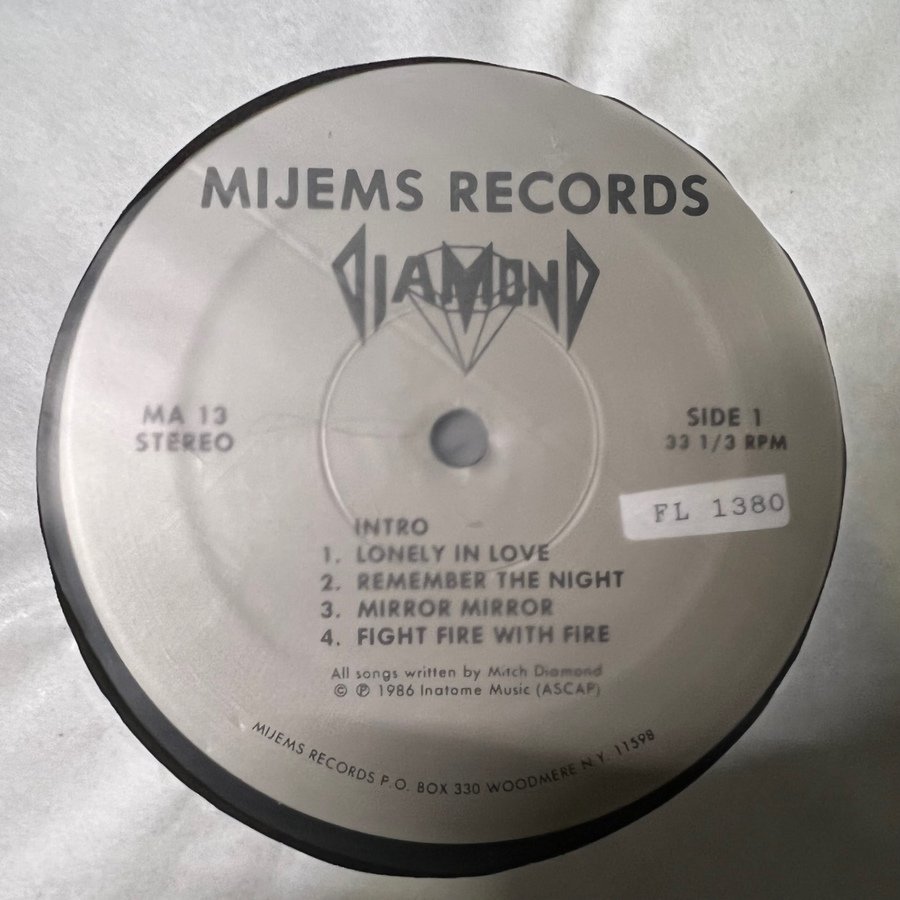 MIJEMS RECORDS
DIAMOND
MA 13
STEREO
SIDE 1
33 1/3 RPM
FL 1380
INTRO
1. LONELY IN LOVE
2. REMEMBER THE NIGHT
3. MIRROR MIRROR
4. FIGHT FIRE WITH FIRE
All songs written by Mitch Diamond
© ℗ 1986 Inatome Music (ASCAP)
MIJEMS RECORDS P.O. BOX 330 WOODMERE N.Y. 11598